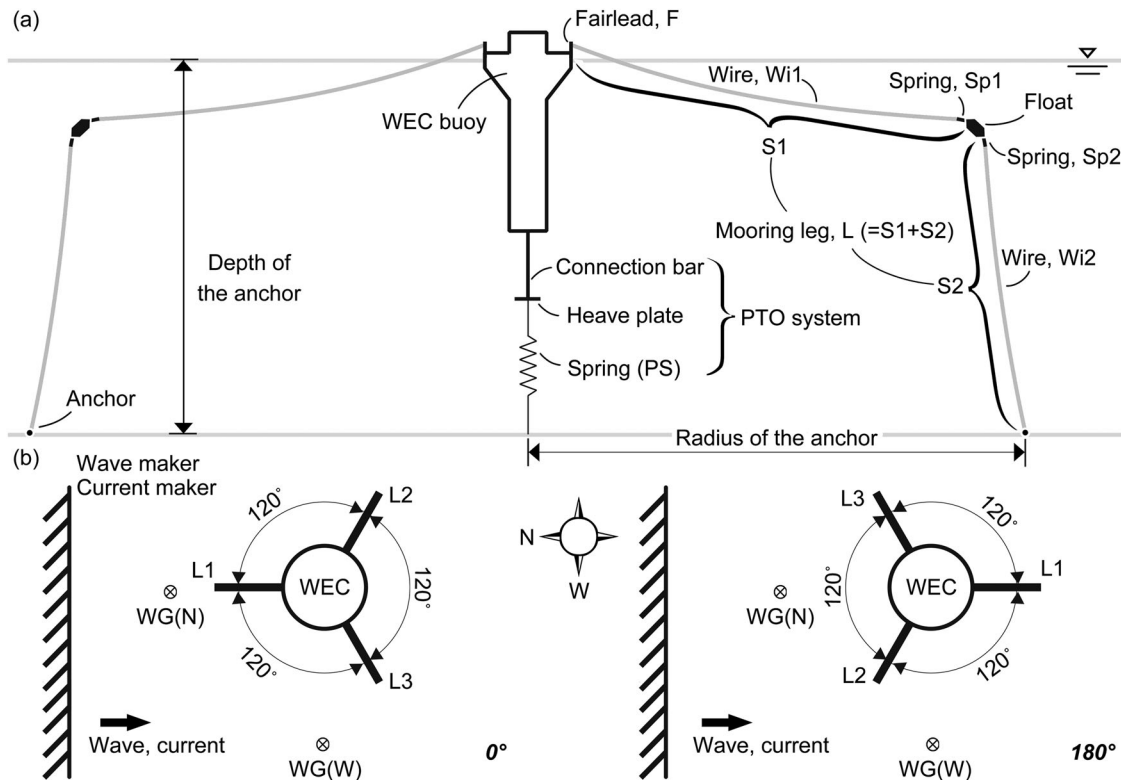 (a)
Fairlead, F
Wire, Wi1
Spring, Sp1
Float
WEC buoy
S1
Spring, Sp2
Mooring leg, L (=S1+S2)
Depth of
the anchor
Connection bar
Wire, Wi2
S2
Heave plate
PTO system
Spring (PS)
Anchor
Radius of the anchor
(b)
Wave maker
Current maker
L2
120°
L1
WEC
120°
WG(N)
120°
L3
Wave, current
WG(W)
0°
N
W
L3
120°
120°
WEC
L1
WG(N)
L2
120°
Wave, current
WG(W)
180°